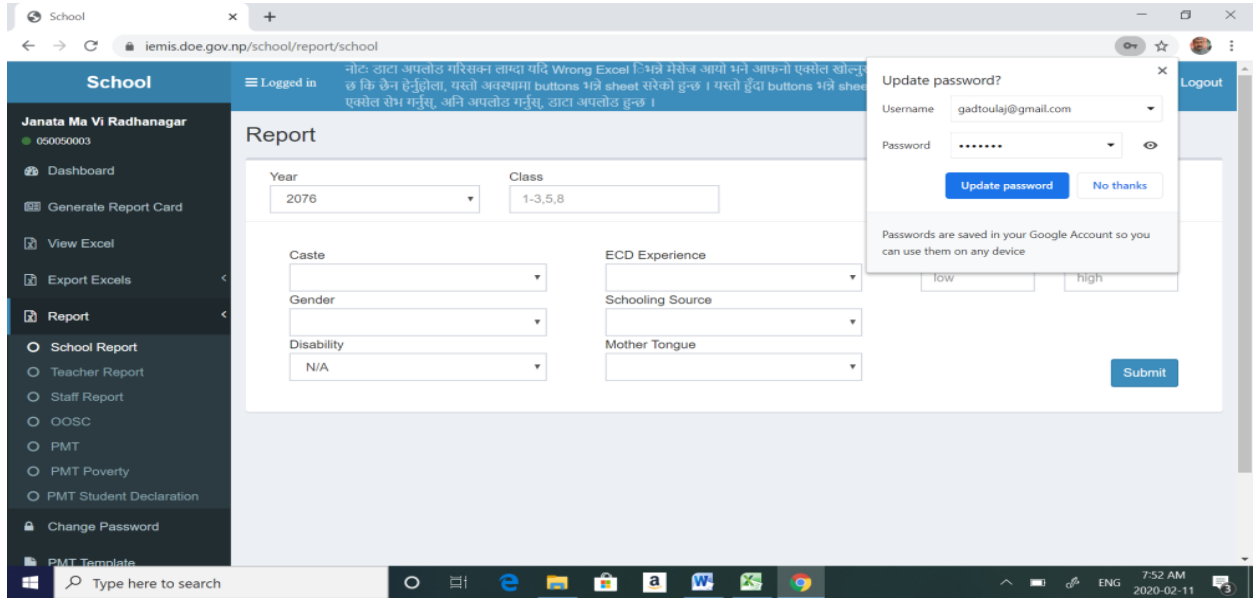 School
iemis.doe.gov.np/school/report/school
School
Janata Ma Vi Radhanagar
050050003
Dashboard
Generate Report Card
View Excel
Export Excels
Report
School Report
Teacher Report
Staff Report
OOSC
PMT
PMT Poverty
PMT Student Declaration
Change Password
PMT Template
Logged in
नोटः डाटा अपलोड गरिसक्न लाग्दा यदि Wrong Excel िभन्ने मेसेज आयो भने आफनो एक्सेल
छ कि छैन हेर्नुहोला, यस्तो अवस्थामा buttons भन्ने sheet सरेको हुन्छ । यस्तो हुँदा buttons भन्ने
एक्सेल सेभ गर्नुस्, अनि अपलोड गर्नुस्, डाटा अपलोड हुन्छ ।
Logout
Report
Year
2076
Class
1-3,5,8
Caste
Gender
Disability
N/A
ECD Experience
Schooling Source
Mother Tongue
low
high
Submit
Update password?
Username
gadtoulaj@gmail.com
Password
Update password
No thanks
Passwords are saved in your Google Account so you
can use them on any device
Type here to search
ENG
7:52 AM
2020-02-11
3